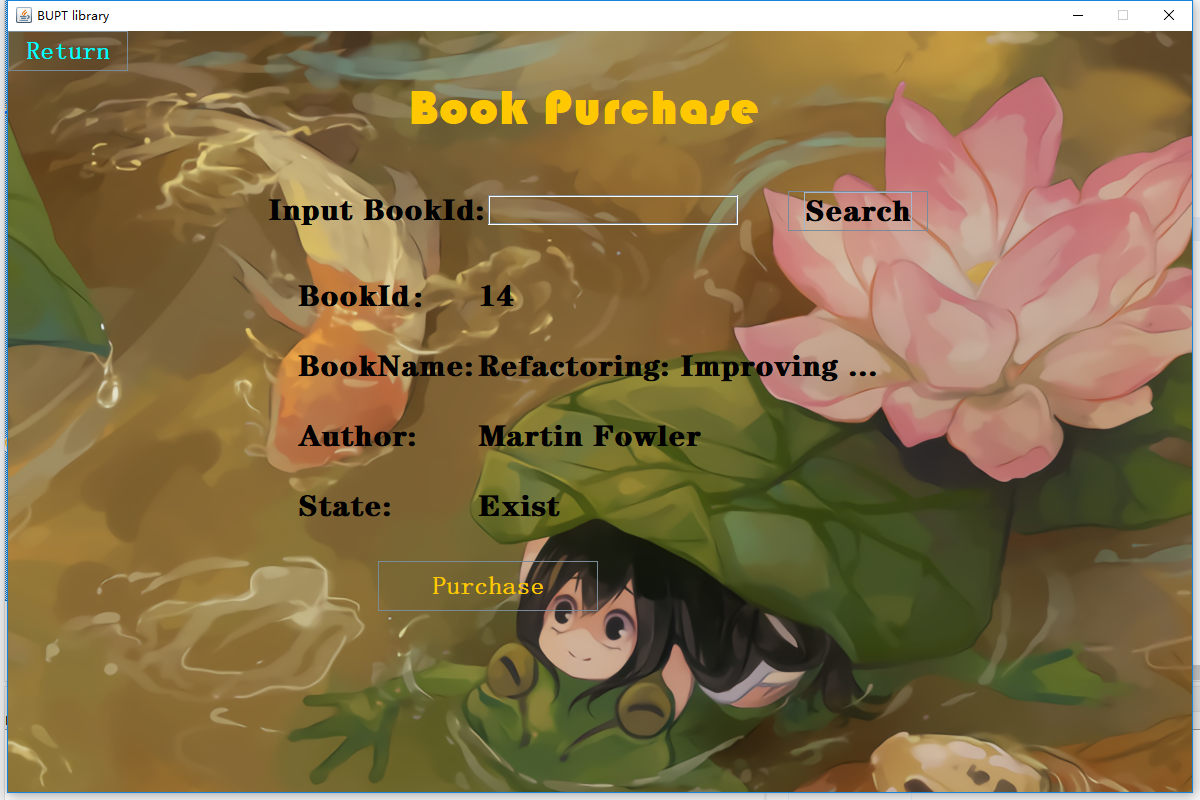 BUPT library
Return
Book Purchase
Input BookId: Search
BookId: 14
BookName: Refactoring: Improving ...
Author: Martin Fowler
State: Exist
Purchase